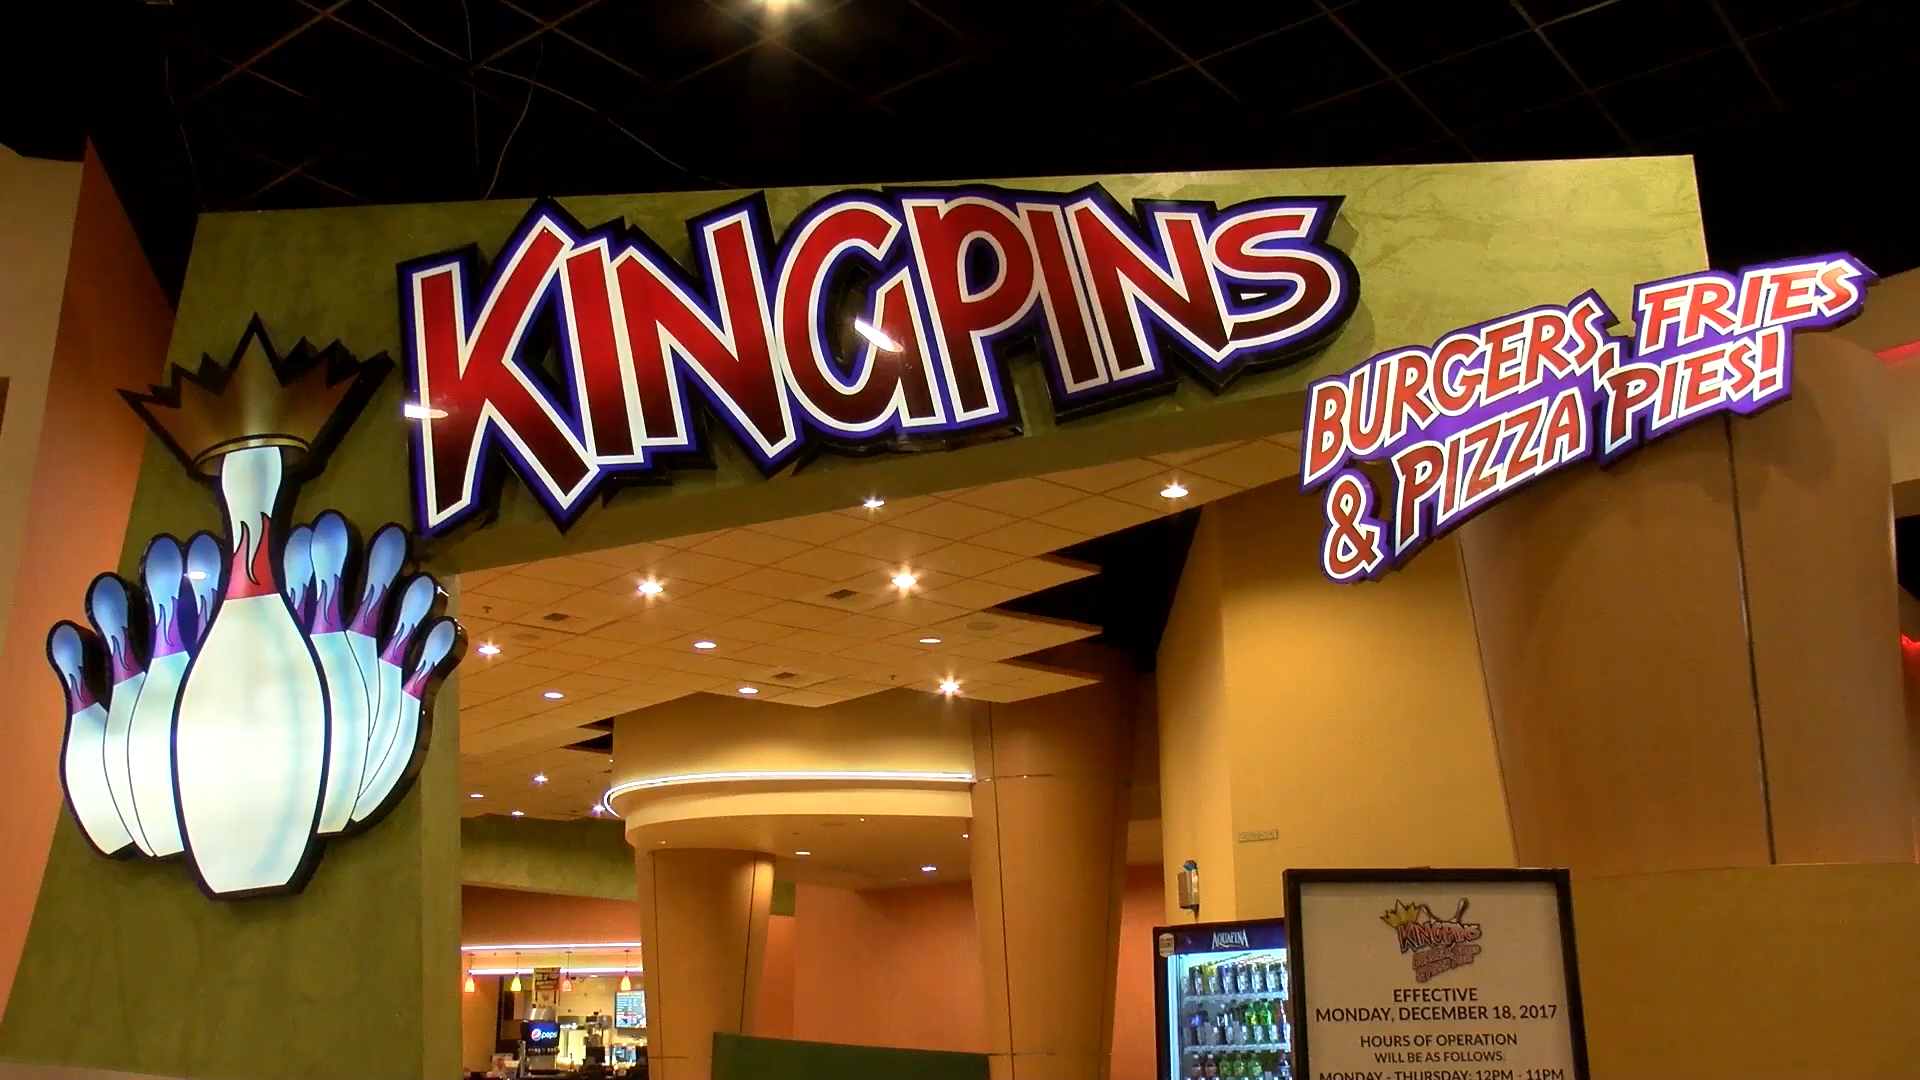 KINGPINS
BURGERS, FRIES
& PIZZA PIES!
AQUAFINA
pepsi
KINGPINS
EFFECTIVE
MONDAY, DECEMBER 18, 2017
HOURS OF OPERATION
WILL BE AS FOLLOWS:
MONDAY - THURSDAY: 12PM - 11PM